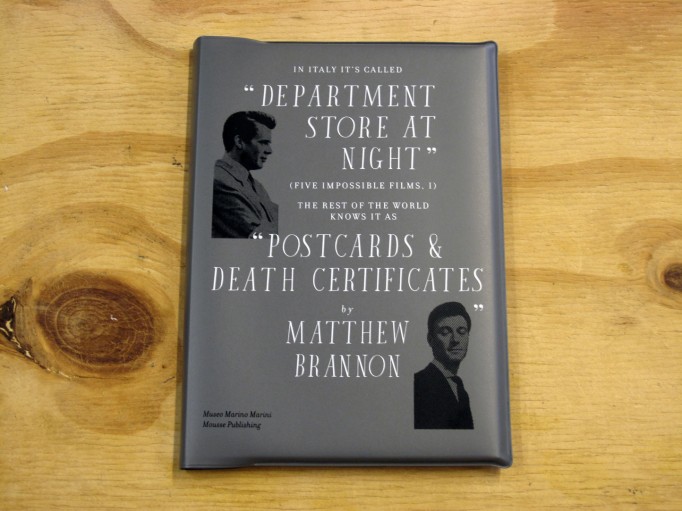 IN ITALY IT'S CALLED
“DEPARTMENT
STORE AT
NIGHT”
(FIVE IMPOSSIBLE FILMS, I)
THE REST OF THE WORLD
KNOWS IT AS
“POSTCARDS &
DEATH CERTIFICATES
”
by
MATTHEW
BRANNON
Museo Marino Marini
Mousse Publishing